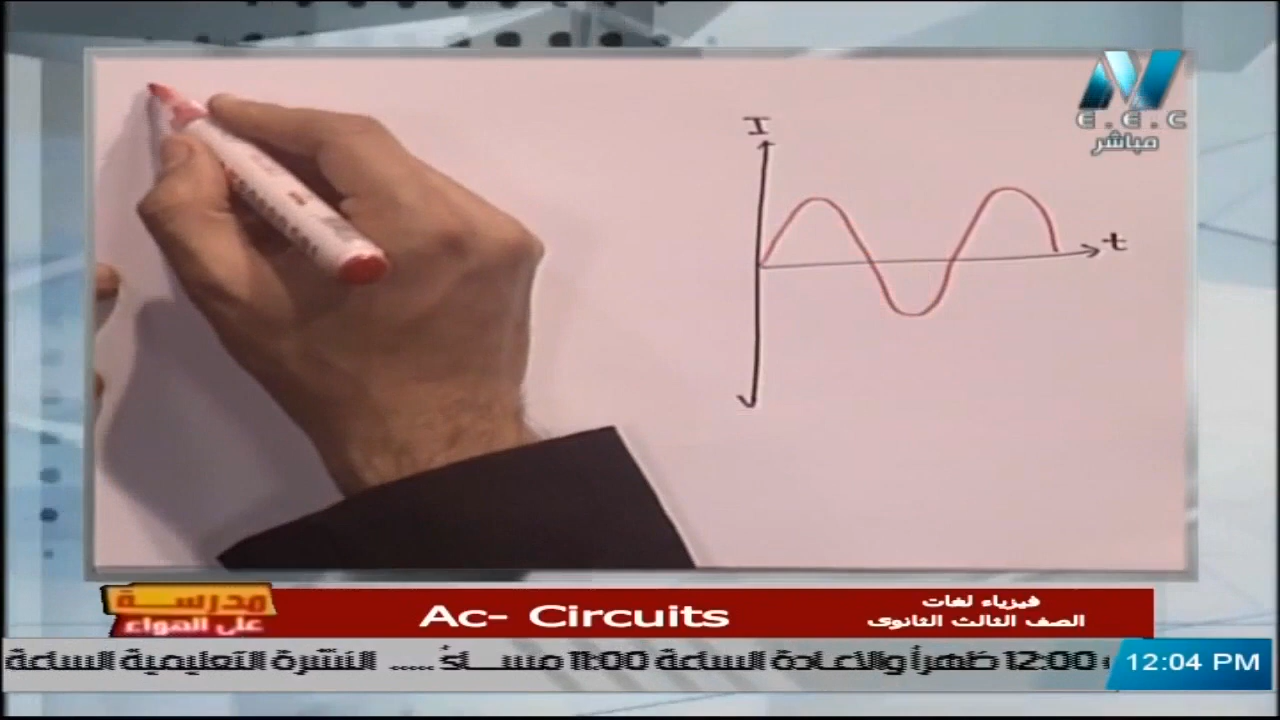 E.E.C
مباشر
I
t
مدرسة
على الهواء
Ac- Circuits
فيزياء لغات
الصف الثالث الثانوى
12:00 ظهراً والاعادة الساعة 11:00 مساءً ..... النشرة التعليمية الساعة
12:04 PM